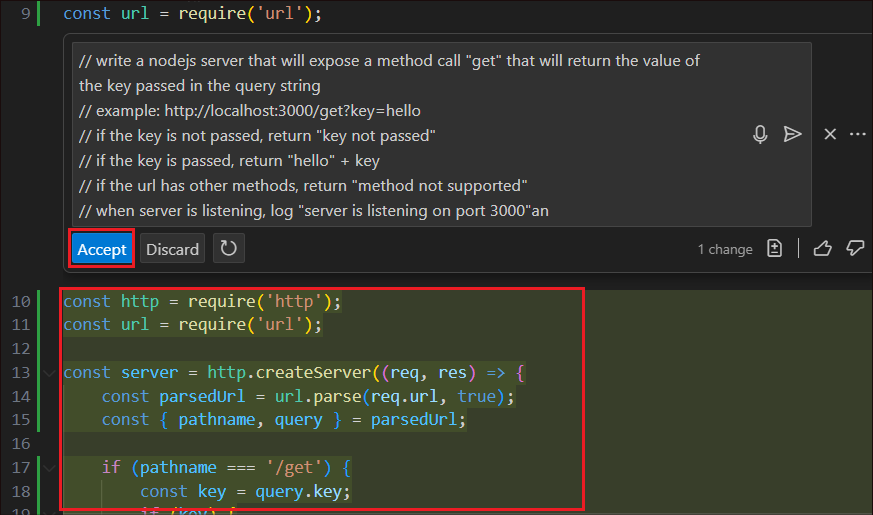 9 const url = require('url');
// write a nodejs server that will expose a method call "get" that will return the value of
the key passed in the query string
// example: http://localhost:3000/get?key=hello
// if the key is not passed, return "key not passed"
// if the key is passed, return "hello" + key
// if the url has other methods, return "method not supported"
// when server is listening, log "server is listening on port 3000"an
Accept Discard 1 change
10 const http = require('http');
11 const url = require('url');
12
13 const server = http.createServer((req, res) => {
14 const parsedUrl = url.parse(req.url, true);
15 const { pathname, query } = parsedUrl;
16
17 if (pathname === '/get') {
18 const key = query.key;
19 if (key) {